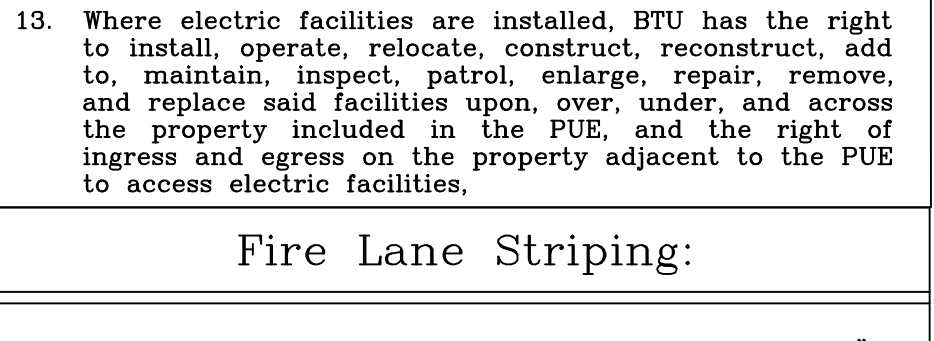 13. Where electric facilities are installed, BTU has the right
to install, operate, relocate, construct, reconstruct, add
to, maintain, inspect, patrol, enlarge, repair, remove,
and replace said facilities upon, over, under, and across
the property included in the PUE, and the right of
ingress and egress on the property adjacent to the PUE
to access electric facilities,
Fire Lane Striping: